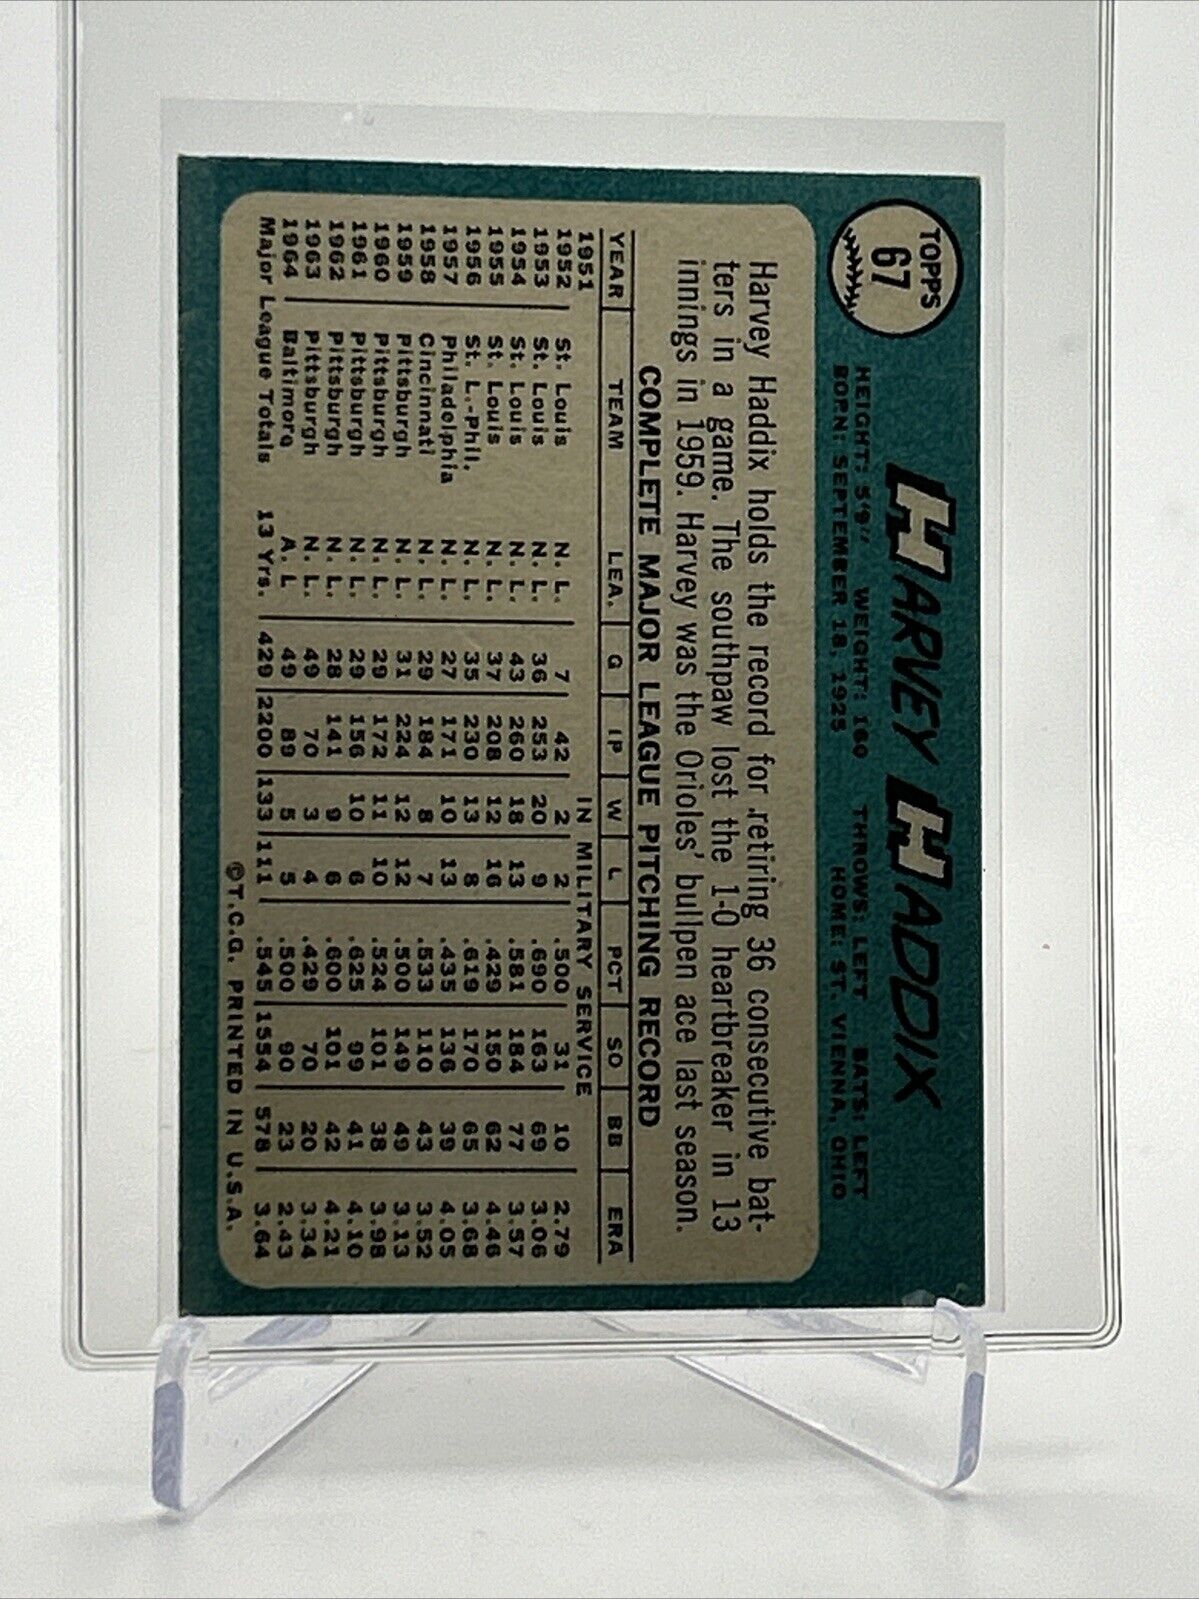 TOPPS
67
HARVEY HADDIX
HEIGHT: 5'9" WEIGHT: 160 THROWS: LEFT BATS: LEFT
BORN: SEPTEMBER 18, 1925 HOME: ST. VIENNA, OHIO
Harvey Haddix holds the record for retiring 36 consecutive bat-
ters in a game. The southpaw lost the 1-0 heartbreaker in 13
innings in 1959. Harvey was the Orioles' bullpen ace last season.
COMPLETE MAJOR LEAGUE PITCHING RECORD
YEAR TEAM LEA. G IP W L PCT SO BB ERA
1951 IN MILITARY SERVICE
1952 St. Louis N. L. 7 42 2 2 .500 31 10 2.79
1953 St. Louis N. L. 36 253 20 9 .690 163 69 3.06
1954 St. Louis N. L. 43 260 18 13 .581 184 77 3.57
1955 St. Louis N. L. 37 208 12 16 .429 150 62 4.46
1956 St. L.-Phil. N. L. 35 230 13 8 .619 170 65 3.68
1957 Philadelphia N. L. 27 171 10 13 .435 136 39 4.05
1958 Cincinnati N. L. 29 184 8 7 .533 110 43 3.52
1959 Pittsburgh N. L. 31 224 12 12 .500 149 49 3.13
1960 Pittsburgh N. L. 29 172 11 10 .524 101 38 3.98
1961 Pittsburgh N. L. 29 156 10 6 .625 99 41 4.10
1962 Pittsburgh N. L. 28 141 9 6 .600 101 42 4.21
1963 Pittsburgh N. L. 49 70 3 4 .429 70 20 3.34
1964 Baltimore A. L 49 89 5 5 .500 90 23 2.43
Major League Totals 13 Yrs. 429 2200 133 111 .545 1554 578 3.64
©T.C.G. PRINTED IN U.S.A.